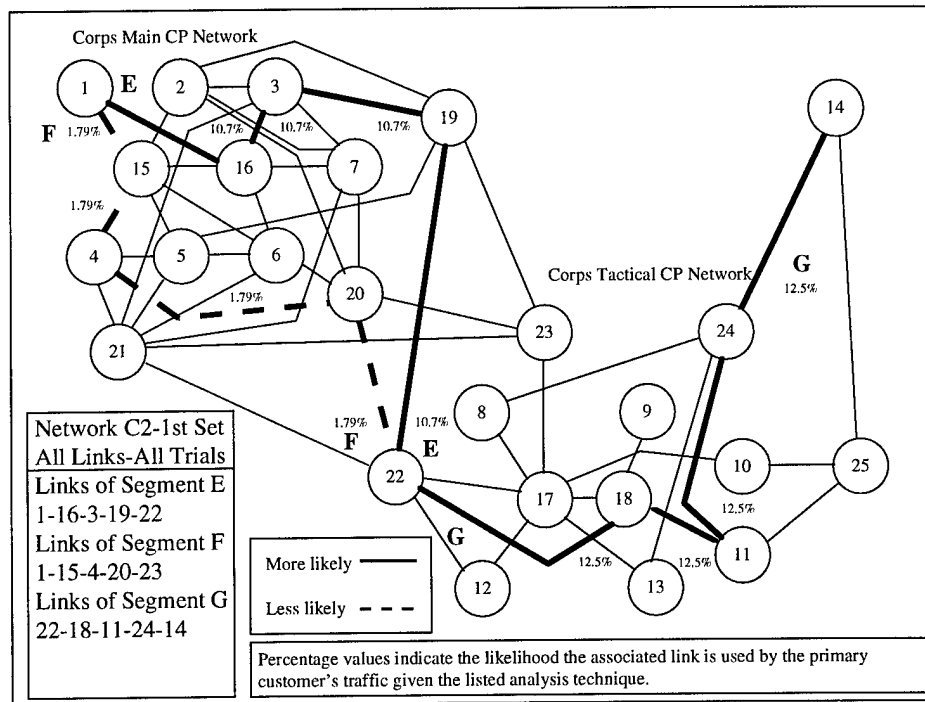 Corps Main CP Network
1
E
2
3
19
14
F
1.79%
10.7%
10.7%
10.7%
15
16
7
1.79%
4
5
6
1.79%
20
Corps Tactical CP Network
G
12.5%
21
23
24
8
9
1.79%
F
10.7%
E
22
17
18
10
25
12.5%
G
12.5%
12.5%
11
12
13
Network C2-1st Set
All Links-All Trials
Links of Segment E
1-16-3-19-22
Links of Segment F
1-15-4-20-23
Links of Segment G
22-18-11-24-14
More likely
Less likely
Percentage values indicate the likelihood the associated link is used by the primary
customer's traffic given the listed analysis technique.